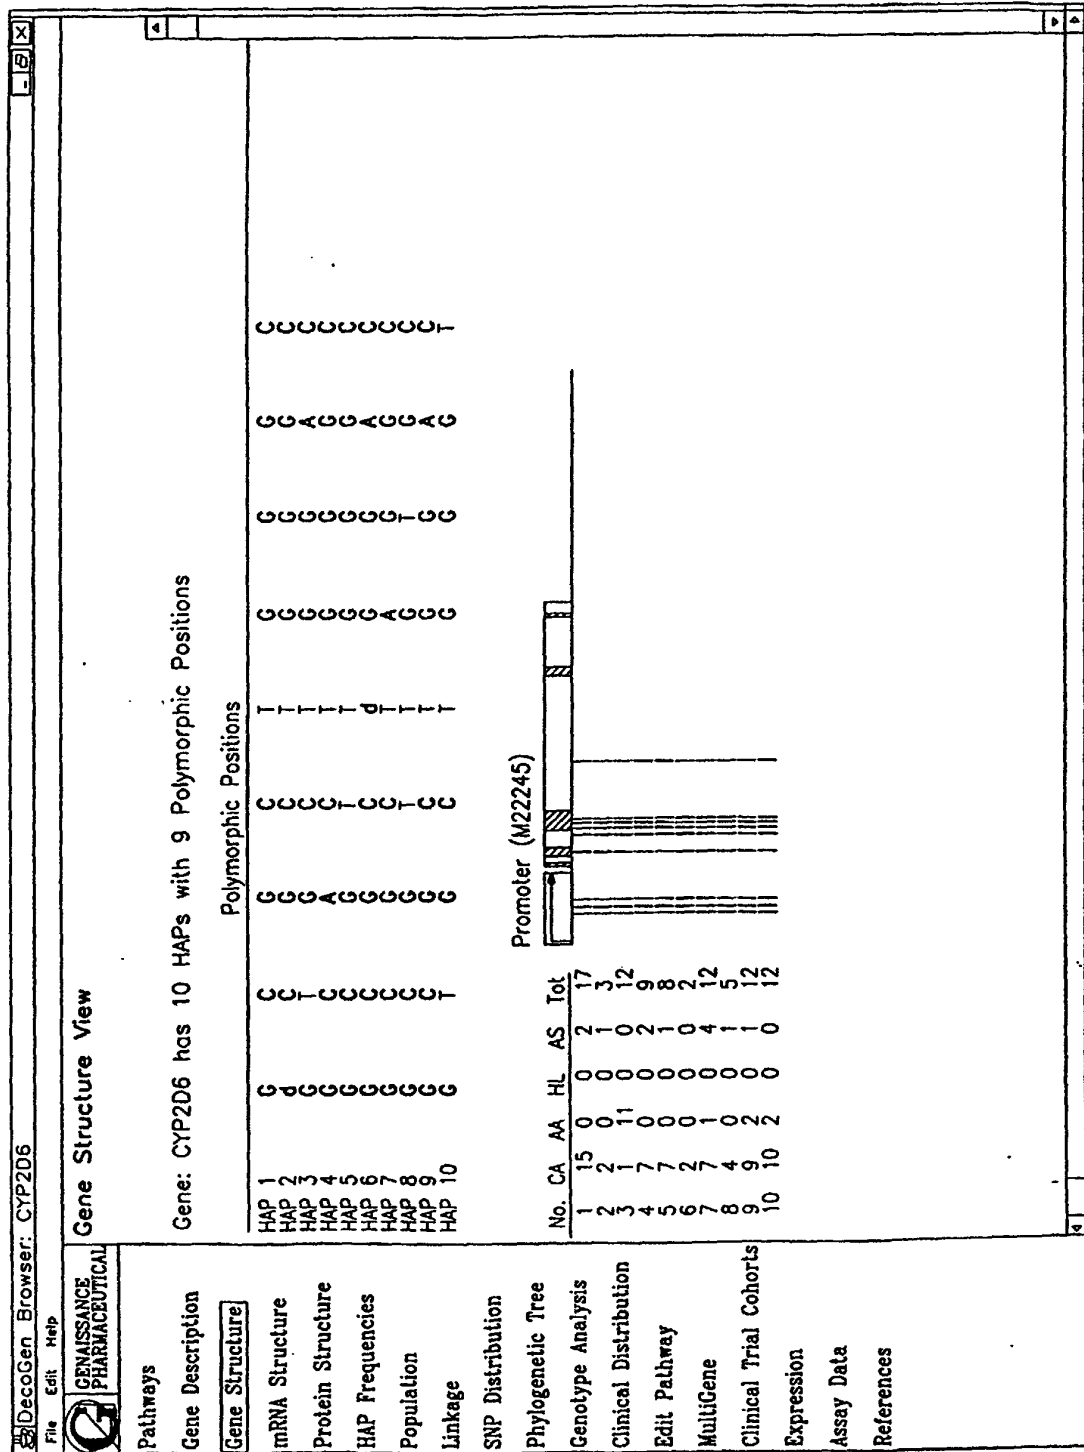 DecoGen Browser: CYP2D6
File Edit Help
G GENAISSANCE
PHARMACEUTICAL
Pathways
Gene Description
Gene Structure
mRNA Structure
Protein Structure
HAP Frequencies
Population
Linkage
SNP Distribution
Phylogenetic Tree
Genotype Analysis
Clinical Distribution
Edit Pathway
MultiGene
Clinical Trial Cohorts
Expression
Assay Data
References
Gene Structure View
Gene: CYP2D6 has 10 HAPs with 9 Polymorphic Positions
Polymorphic Positions
HAP 1 G C G C T G G G C
HAP 2 d C G C T G G G C
HAP 3 G T G C T G G A C
HAP 4 G C A C T G G G C
HAP 5 G C G T T G G G C
HAP 6 G C G C d G G A C
HAP 7 G C G C T A G G C
HAP 8 G C G T T G T G C
HAP 9 G C G C T G G A C
HAP 10 G T G C T G G G T
Promoter (M22245)
No. CA AA HL AS Tot
1 15 0 0 2 17
2 2 0 0 1 3
3 1 11 0 0 12
4 7 0 0 2 9
5 7 0 0 1 8
6 2 0 0 0 2
7 7 1 0 4 12
8 4 0 0 1 5
9 9 2 0 1 12
10 10 2 0 0 12